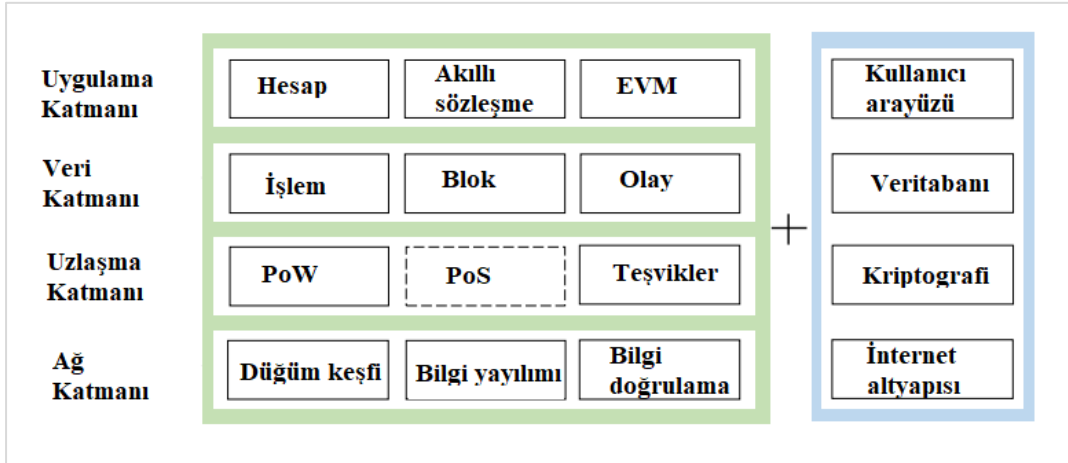 Uygulama
Katmanı
Hesap
Akıllı
sözleşme
EVM
Kullanıcı
arayüzü
Veri
Katmanı
İşlem
Blok
Olay
Veritabanı
Uzlaşma
Katmanı
PoW
PoS
Teşvikler
Kriptografi
Ağ
Katmanı
Düğüm keşfi
Bilgi yayılımı
Bilgi
doğrulama
İnternet
altyapısı